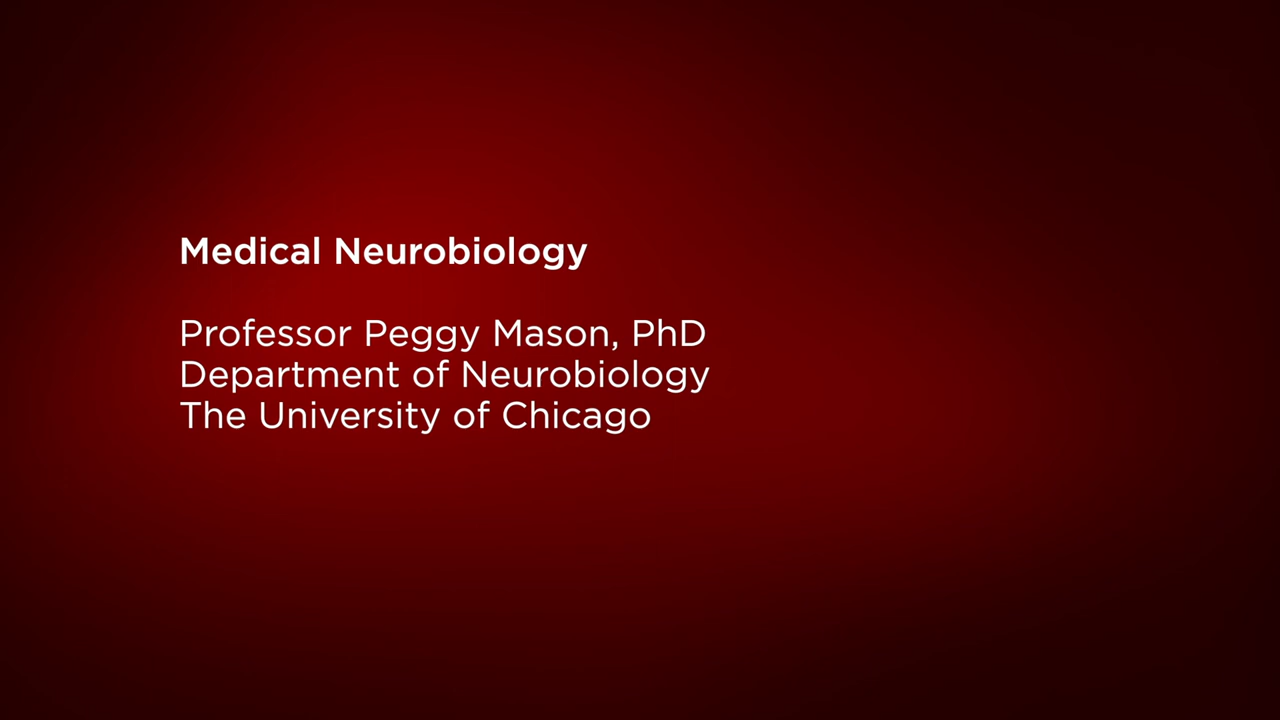 Medical Neurobiology
Professor Peggy Mason, PhD
Department of Neurobiology
The University of Chicago